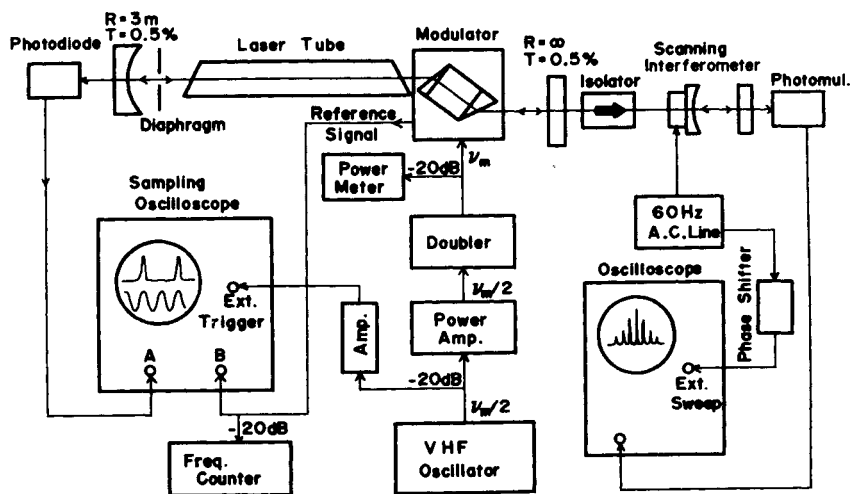 R=3m
T=0.5%
Photodiode
Laser Tube
Modulator
R=∞
T=0.5%
Scanning
Interferometer
Isolator
Photomul.
Diaphragm
Reference
Signal
ν_m
-20dB
Power
Meter
Sampling
Oscilloscope
60Hz
A.C.Line
Doubler
Oscilloscope
Phase Shifter
Ext.
Trigger
ν_m/2
Amp.
Power
Amp.
A
B
-20dB
Ext.
Sweep
ν_m/2
-20dB
Freq.
Counter
VHF
Oscillator